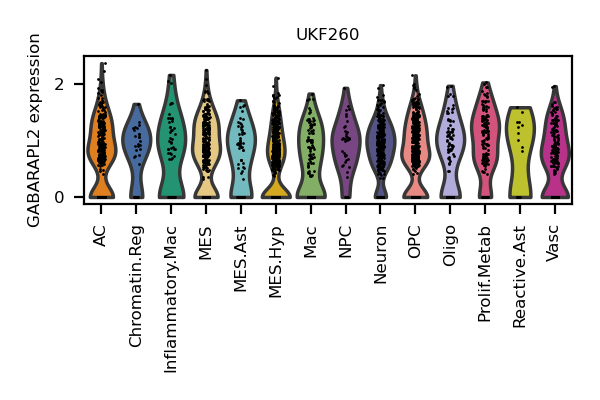 UKF260
GABARAPL2 expression
2
0
AC
Chromatin.Reg
Inflammatory.Mac
MES
MES.Ast
MES.Hyp
Mac
NPC
Neuron
OPC
Oligo
Prolif.Metab
Reactive.Ast
Vasc